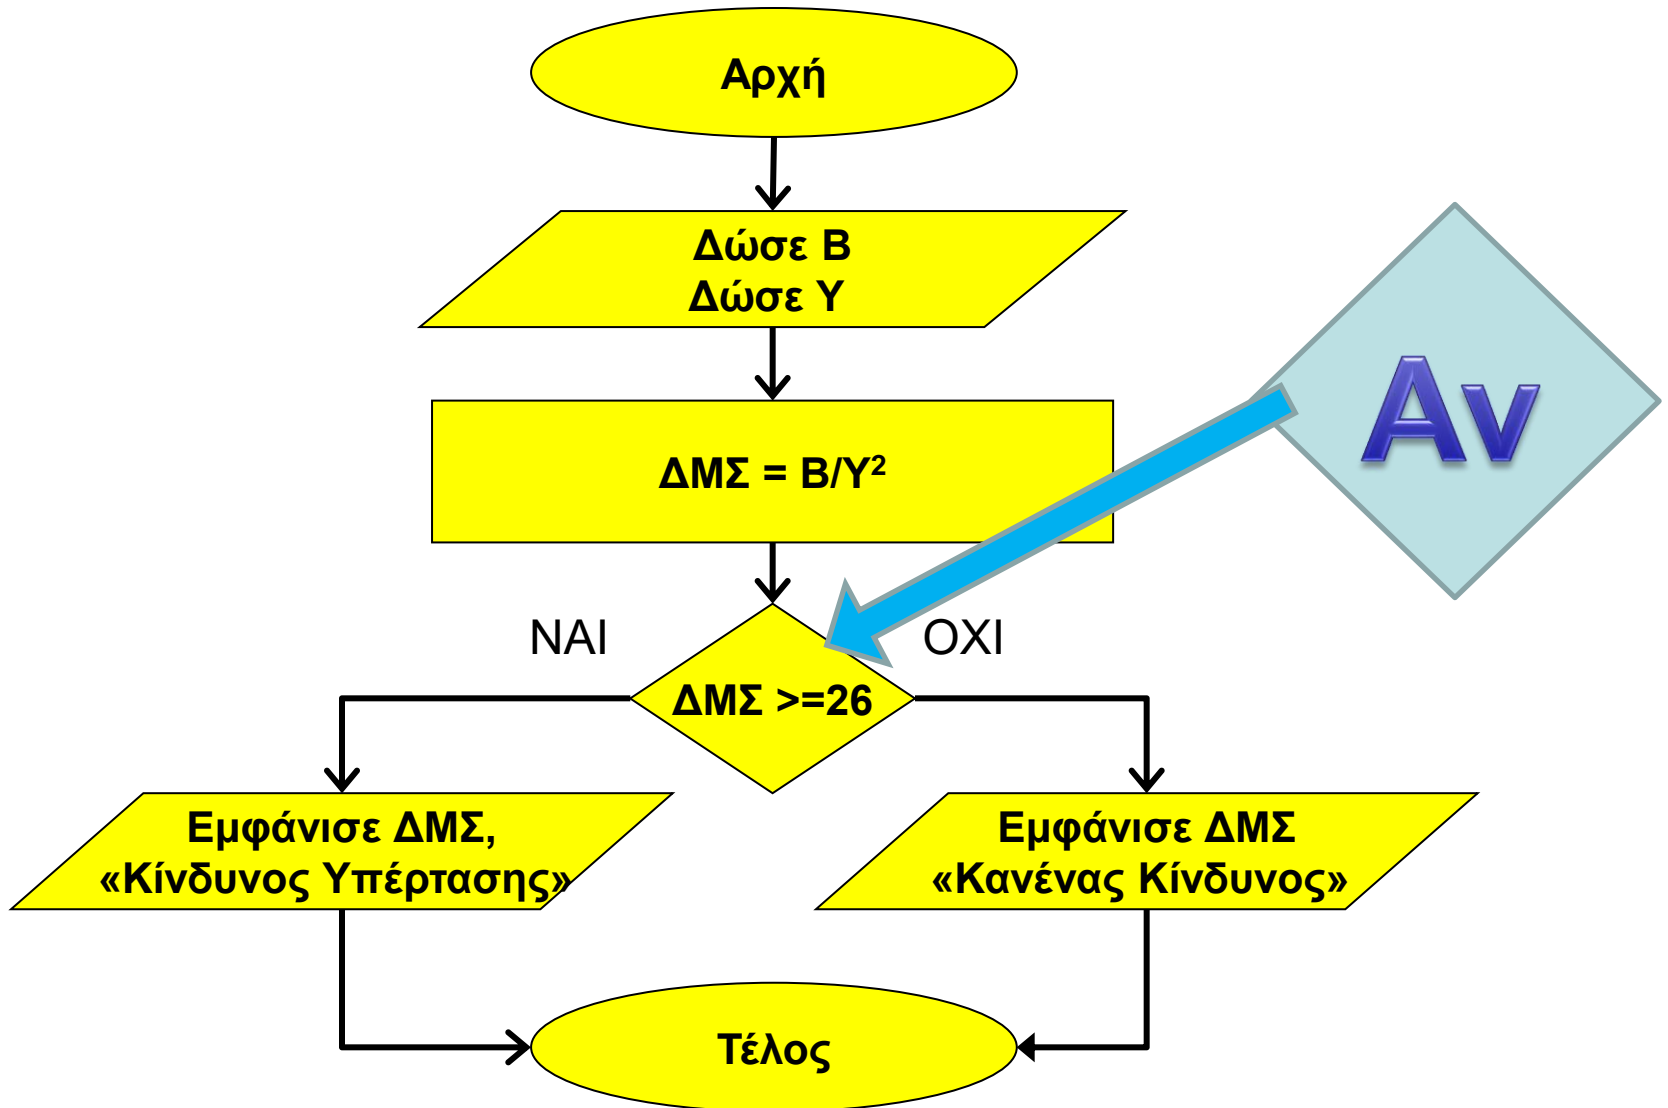 Αρχή
Δώσε Β
Δώσε Υ
Αν
ΔΜΣ = Β/Υ²
ΝΑΙ
ΟΧΙ
ΔΜΣ >=26
Εμφάνισε ΔΜΣ,
«Κίνδυνος Υπέρτασης»
Εμφάνισε ΔΜΣ
«Κανένας Κίνδυνος»
Τέλος